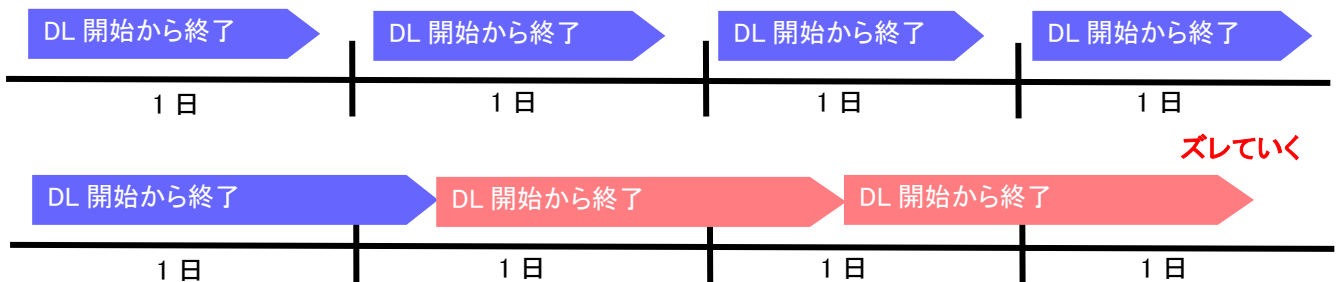 DL 開始から終了 DL 開始から終了 DL 開始から終了 DL 開始から終了
1 日 1 日 1 日 1 日
ズレていく
DL 開始から終了 DL 開始から終了 DL 開始から終了
1 日 1 日 1 日 1 日